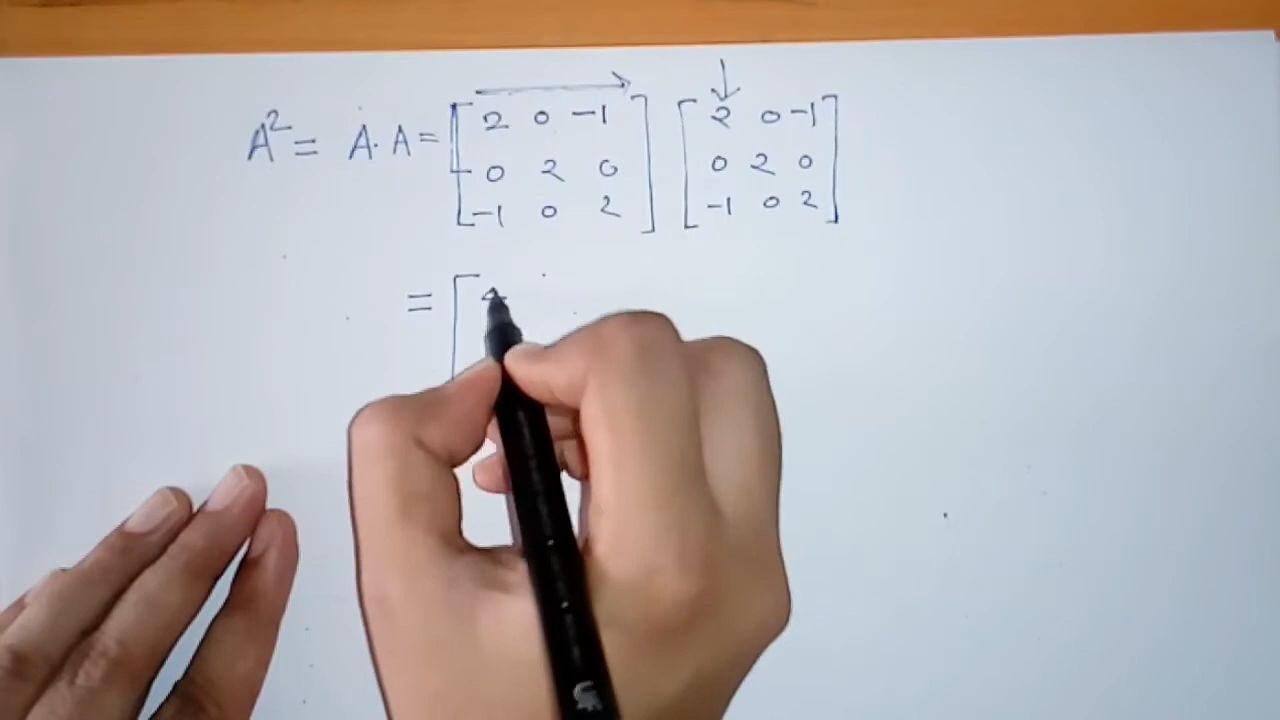 A² = A · A = [ 2 0 -1 ] [ 2 0 -1 ]
0 2 0 0 2 0
-1 0 2 -1 0 2
= [